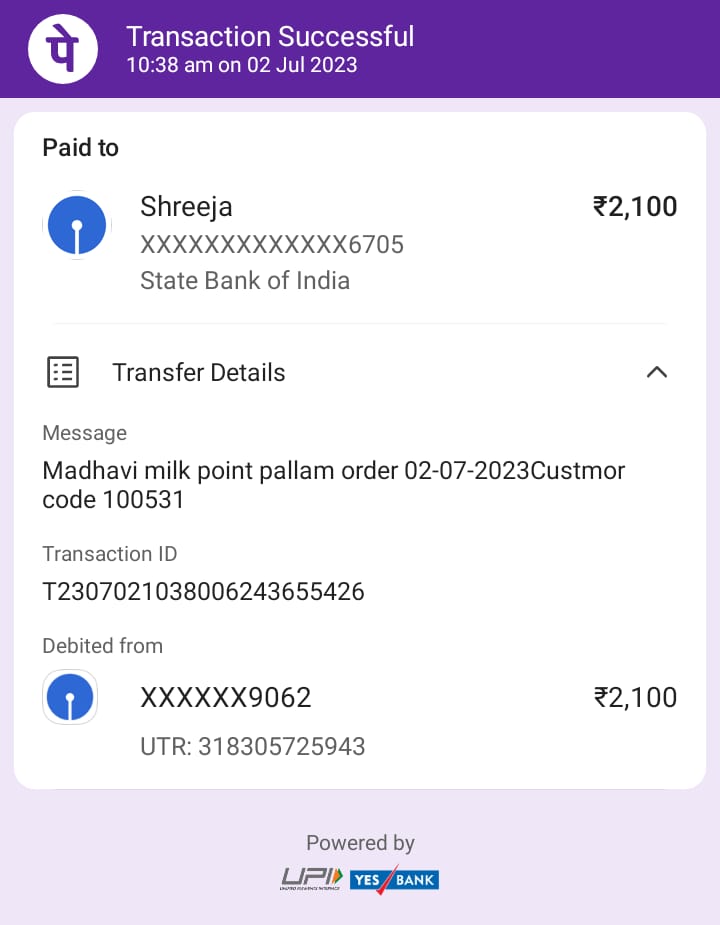 पे
Transaction Successful
10:38 am on 02 Jul 2023
Paid to
Shreeja
₹2,100
XXXXXXXXXXXXX6705
State Bank of India
Transfer Details
Message
Madhavi milk point pallam order 02-07-2023Custmor
code 100531
Transaction ID
T2307021038006243655426
Debited from
XXXXXX9062
₹2,100
UTR: 318305725943
Powered by
UPI
UNIFIED PAYMENTS INTERFACE
YES BANK